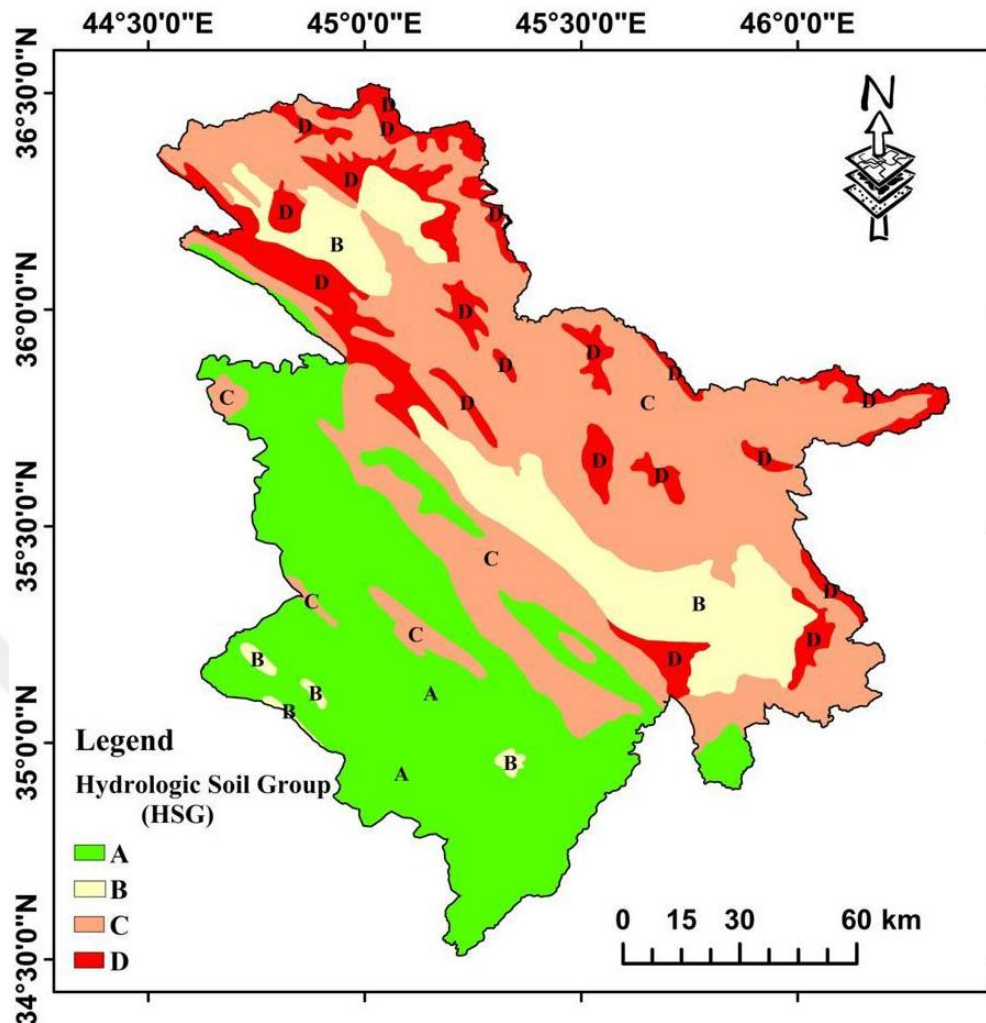 44°30'0"E 45°0'0"E 45°30'0"E 46°0'0"E
36°30'0"N
36°0'0"N
35°30'0"N
35°0'0"N
34°30'0"N
N
D
D
D
D
D
D
B
D
D
D
D
D
C
D
C
D
D
D
D
C
D
C
B
C
D
B
D
B
A
B
B
A
Legend
Hydrologic Soil Group
(HSG)
A
B
C
D
0 15 30 60 km